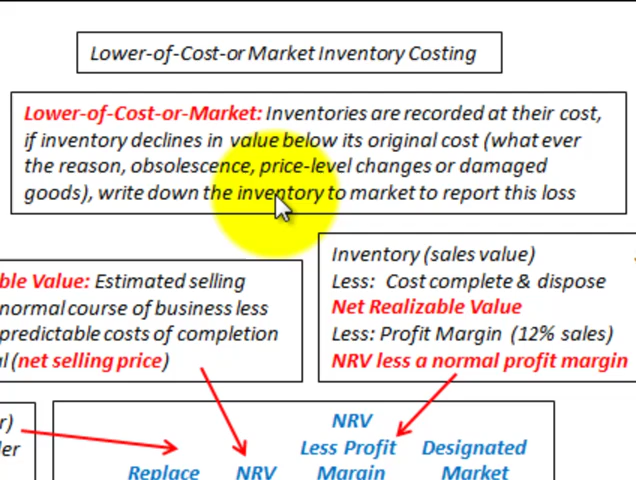 Lower-of-Cost-or Market Inventory Costing
Lower-of-Cost-or-Market: Inventories are recorded at their cost,
if inventory declines in value below its original cost (what ever
the reason, obsolescence, price-level changes or damaged
goods), write down the inventory to market to report this loss
ble Value: Estimated selling
normal course of business less
predictable costs of completion
l (net selling price)
Inventory (sales value)
Less: Cost complete & dispose
Net Realizable Value
Less: Profit Margin (12% sales)
NRV less a normal profit margin
r)
ler
NRV
Less Profit Designated
Replace NRV Margin Market